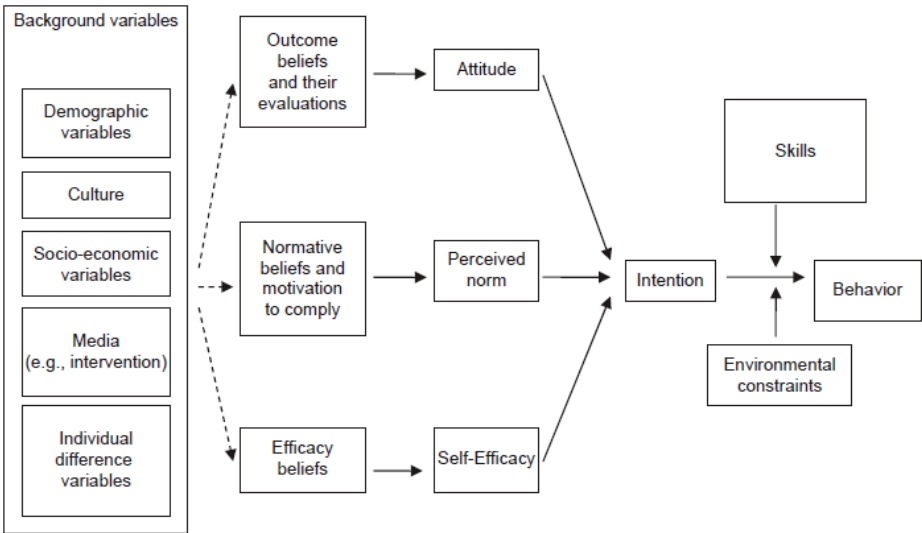 Background variables
Demographic
variables
Culture
Socio-economic
variables
Media
(e.g., intervention)
Individual
difference
variables
Outcome
beliefs
and their
evaluations
Normative
beliefs and
motivation
to comply
Efficacy
beliefs
Attitude
Perceived
norm
Self-Efficacy
Intention
Skills
Environmental
constraints
Behavior